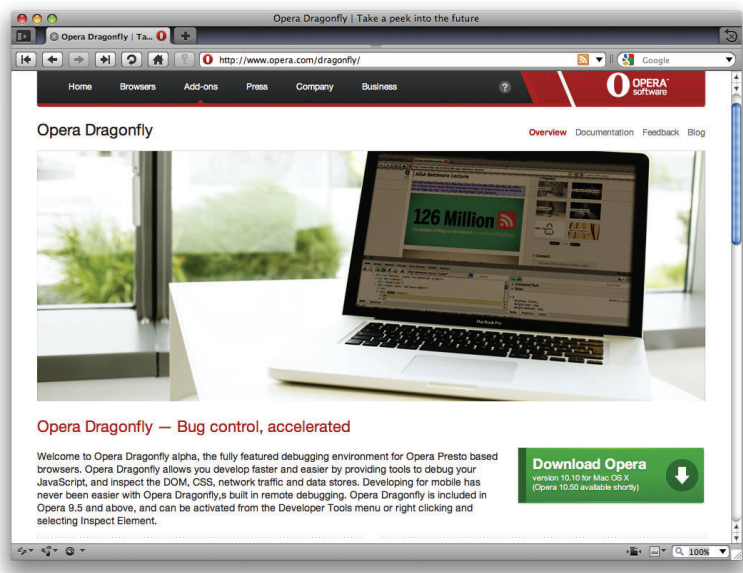 Opera Dragonfly | Take a peek into the future
Opera Dragonfly | Ta...
http://www.opera.com/dragonfly/
Google
Home Browsers Add-ons Press Company Business ?
OPERA software
Opera Dragonfly
Overview Documentation Feedback Blog
AIGA Baltimore Lecture
126 Million
MacBook Pro
Opera Dragonfly — Bug control, accelerated
Welcome to Opera Dragonfly alpha, the fully featured debugging environment for Opera Presto based
browsers. Opera Dragonfly allows you develop faster and easier by providing tools to debug your
JavaScript, and inspect the DOM, CSS, network traffic and data stores. Developing for mobile has
never been easier with Opera Dragonfly,s built in remote debugging. Opera Dragonfly is included in
Opera 9.5 and above, and can be activated from the Developer Tools menu or right clicking and
selecting Inspect Element.
Download Opera
version 10.10 for Mac OS X
(Opera 10.50 available shortly)
100%